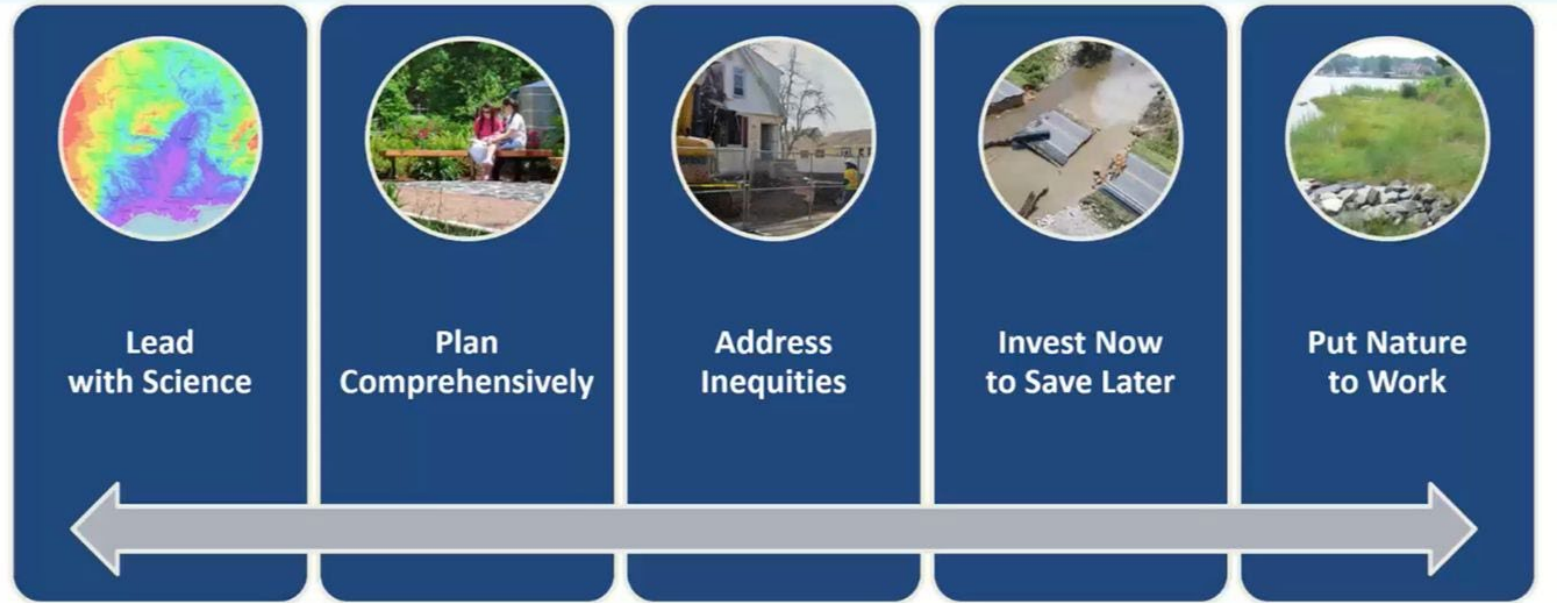 Lead
with Science
Plan
Comprehensively
Address
Inequities
Invest Now
to Save Later
Put Nature
to Work